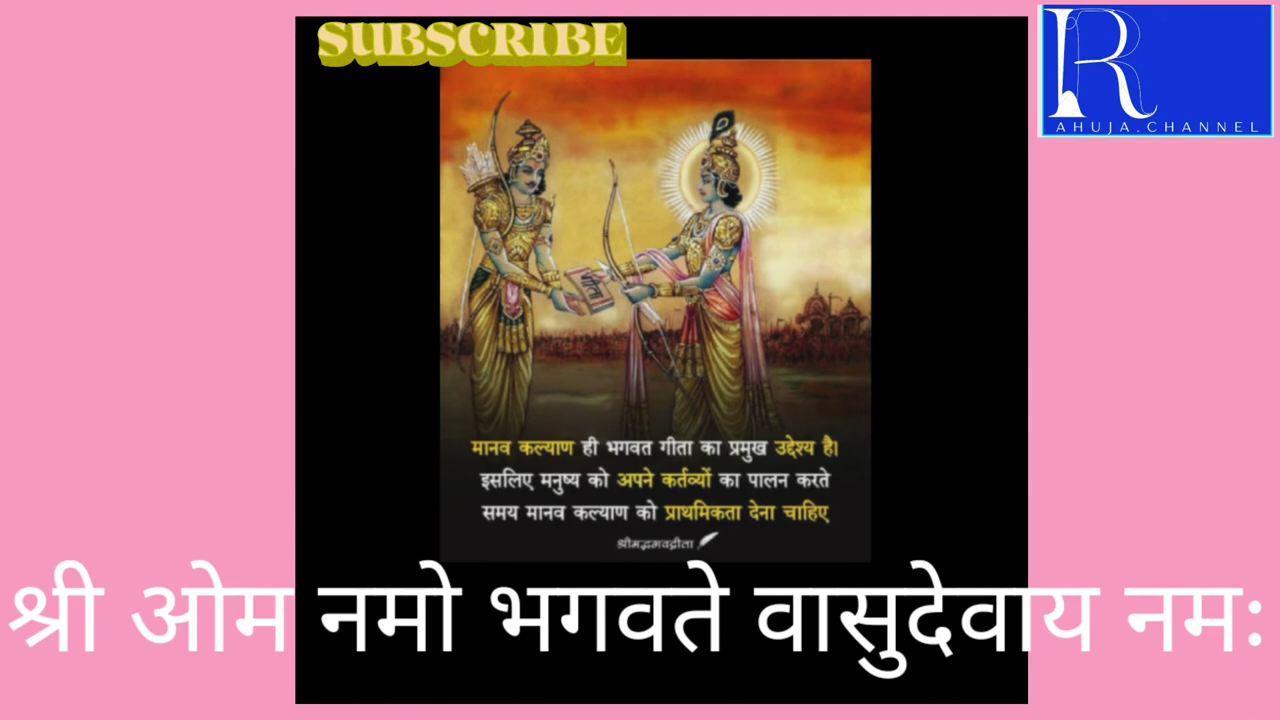 SUBSCRIBE
R
AHUJA.CHANNEL
गीता
मानव कल्याण ही भगवत गीता का प्रमुख उद्देश्य है।
इसलिए मनुष्य को अपने कर्तव्यों का पालन करते
समय मानव कल्याण को प्राथमिकता देना चाहिए
श्रीमद्भगवद्गीता
श्री ओम नमो भगवते वासुदेवाय नमः